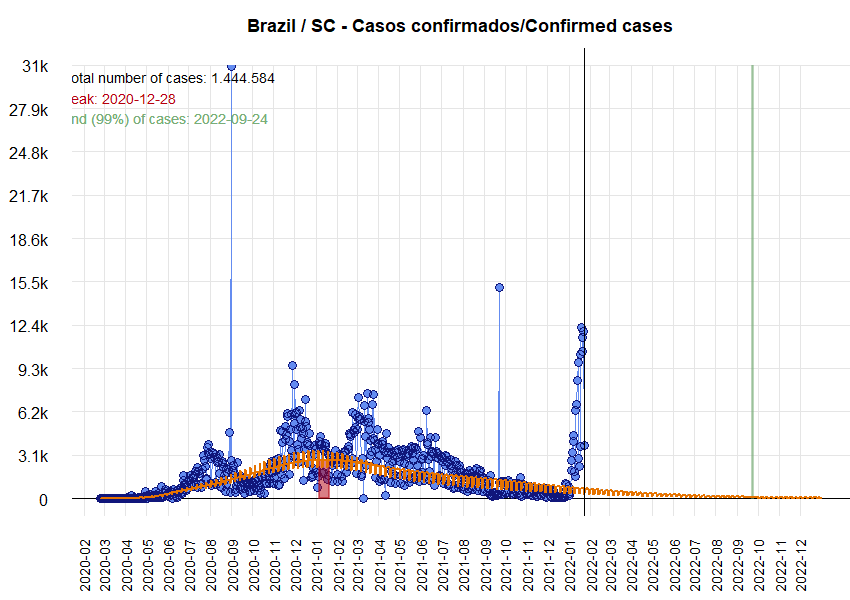 Brazil / SC - Casos confirmados/Confirmed cases
31k
otal number of cases: 1.444.584
eak: 2020-12-28
27.9k
nd (99%) of cases: 2022-09-24
24.8k
21.7k
18.6k
15.5k
12.4k
9.3k
6.2k
3.1k
0
2020-02
2020-03
2020-04
2020-05
2020-06
2020-07
2020-08
2020-09
2020-10
2020-11
2020-12
2021-01
2021-02
2021-03
2021-04
2021-05
2021-06
2021-07
2021-08
2021-09
2021-10
2021-11
2021-12
2022-01
2022-02
2022-03
2022-04
2022-05
2022-06
2022-07
2022-08
2022-09
2022-10
2022-11
2022-12